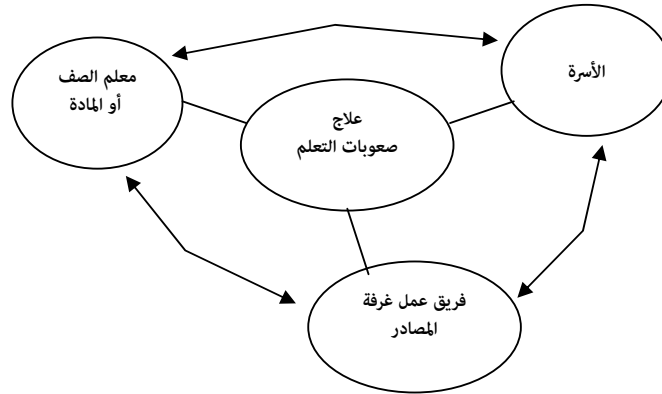 الأسرة
معلم الصف
أو المادة
علاج
صعوبات التعلم
فريق عمل غرفة
المصادر